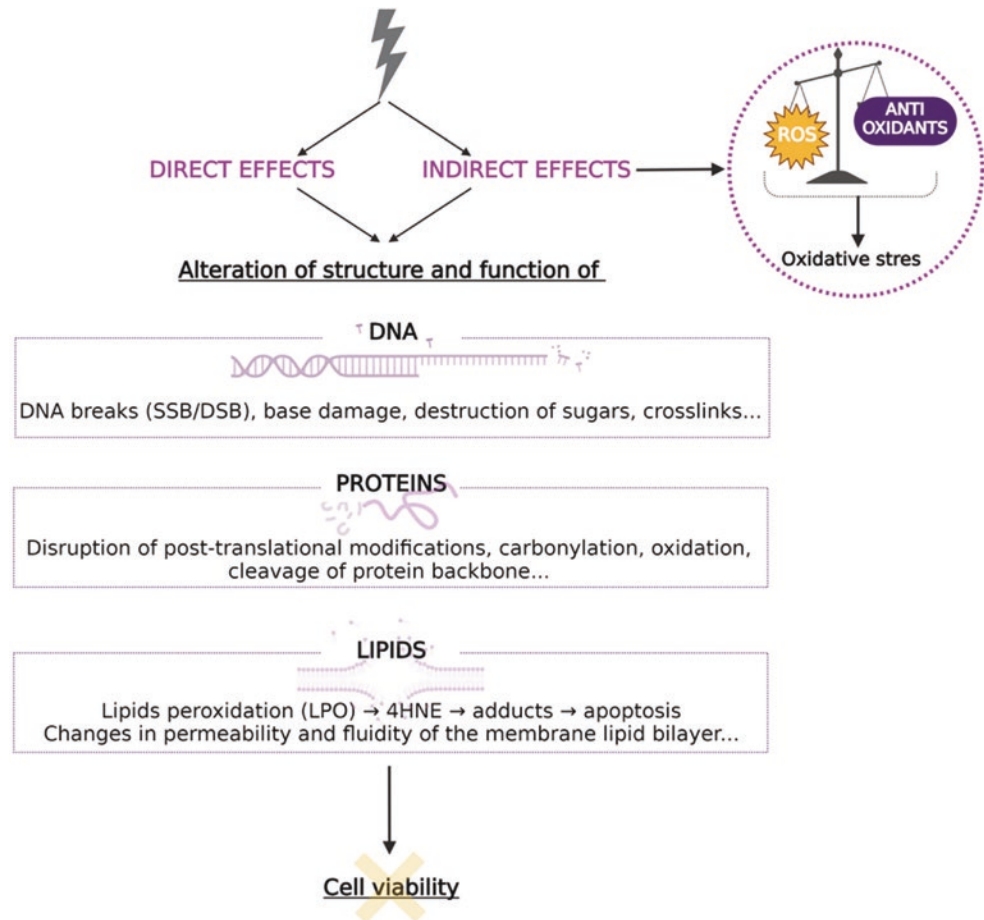 DIRECT EFFECTS
INDIRECT EFFECTS
ROS
ANTI
OXIDANTS
Oxidative stres
Alteration of structure and function of
DNA
DNA breaks (SSB/DSB), base damage, destruction of sugars, crosslinks...
PROTEINS
Disruption of post-translational modifications, carbonylation, oxidation,
cleavage of protein backbone...
LIPIDS
Lipids peroxidation (LPO) → 4HNE → adducts → apoptosis
Changes in permeability and fluidity of the membrane lipid bilayer...
Cell viability